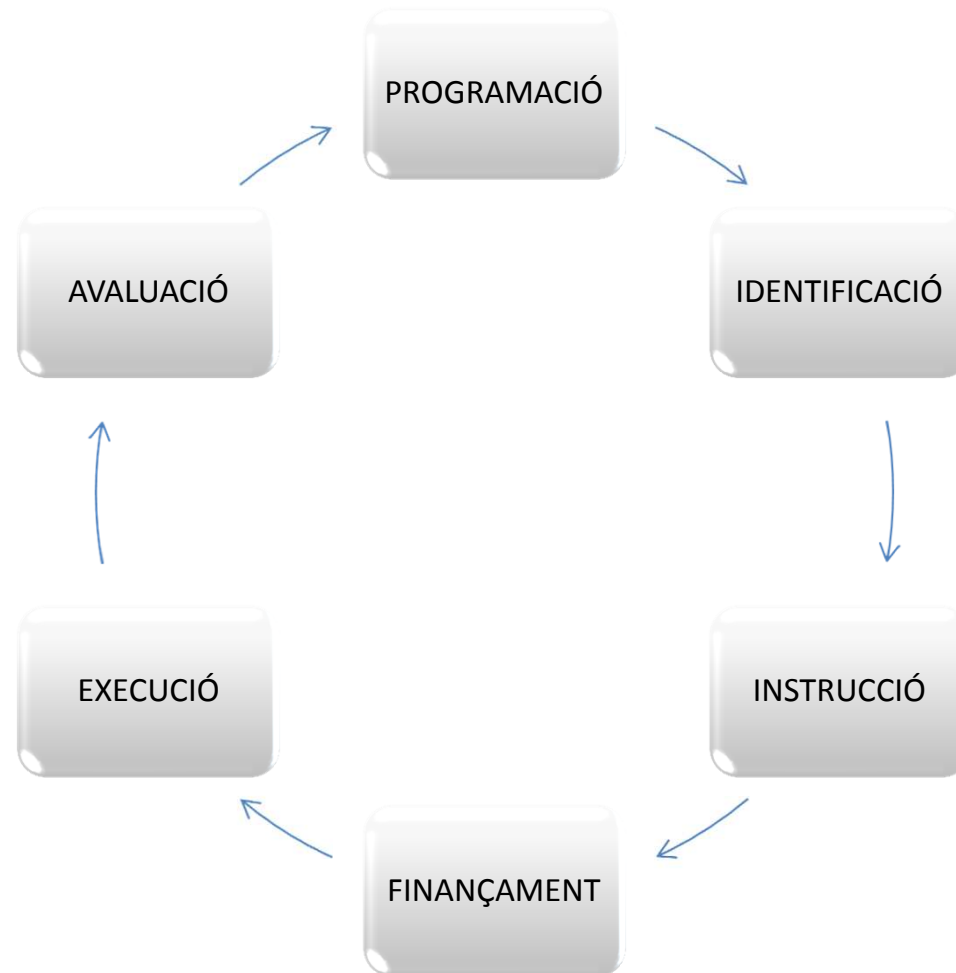 PROGRAMACIÓ
IDENTIFICACIÓ
INSTRUCCIÓ
FINANÇAMENT
EXECUCIÓ
AVALUACIÓ